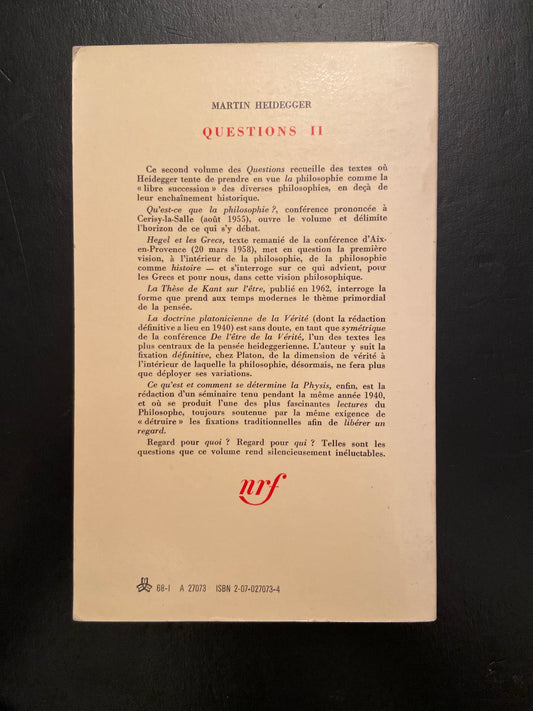 MARTIN HEIDEGGER
QUESTIONS II
Ce second volume des Questions recueille des textes où
Heidegger tente de prendre en vue la philosophie comme la
« libre succession » des diverses philosophies, en deçà de
leur enchaînement historique.
Qu'est-ce que la philosophie ?, conférence prononcée à
Cerisy-la-Salle (août 1955), ouvre le volume et délimite
l'horizon de ce qui s'y débat.
Hegel et les Grecs, texte remanié de la conférence d'Aix-
en-Provence (20 mars 1958), met en question la première
vision, à l'intérieur de la philosophie, de la philosophie
comme histoire — et s'interroge sur ce qui advient, pour
les Grecs et pour nous, dans cette vision philosophique.
La Thèse de Kant sur l'être, publié en 1962, interroge la
forme que prend aux temps modernes le thème primordial
de la pensée.
La doctrine platonicienne de la Vérité (dont la rédaction
définitive a lieu en 1940) est sans doute, en tant que symétrique
de la conférence De l'être de la Vérité, l'un des textes les
plus centraux de la pensée heideggerienne. L'auteur y suit la
fixation définitive, chez Platon, de la dimension de vérité à
l'intérieur de laquelle la philosophie, désormais, ne fera plus
que déployer ses variations.
Ce qu'est et comment se détermine la Physis, enfin, est la
rédaction d'un séminaire tenu pendant la même année 1940,
et où se produit l'une des plus fascinantes lectures du
Philosophe, toujours soutenue par la même exigence de
« détruire » les fixations traditionnelles afin de libérer un
regard.
Regard pour quoi ? Regard pour qui ? Telles sont les
questions que ce volume rend silencieusement inéluctables.
nrf
68-I A 27073 ISBN 2-07-027073-4